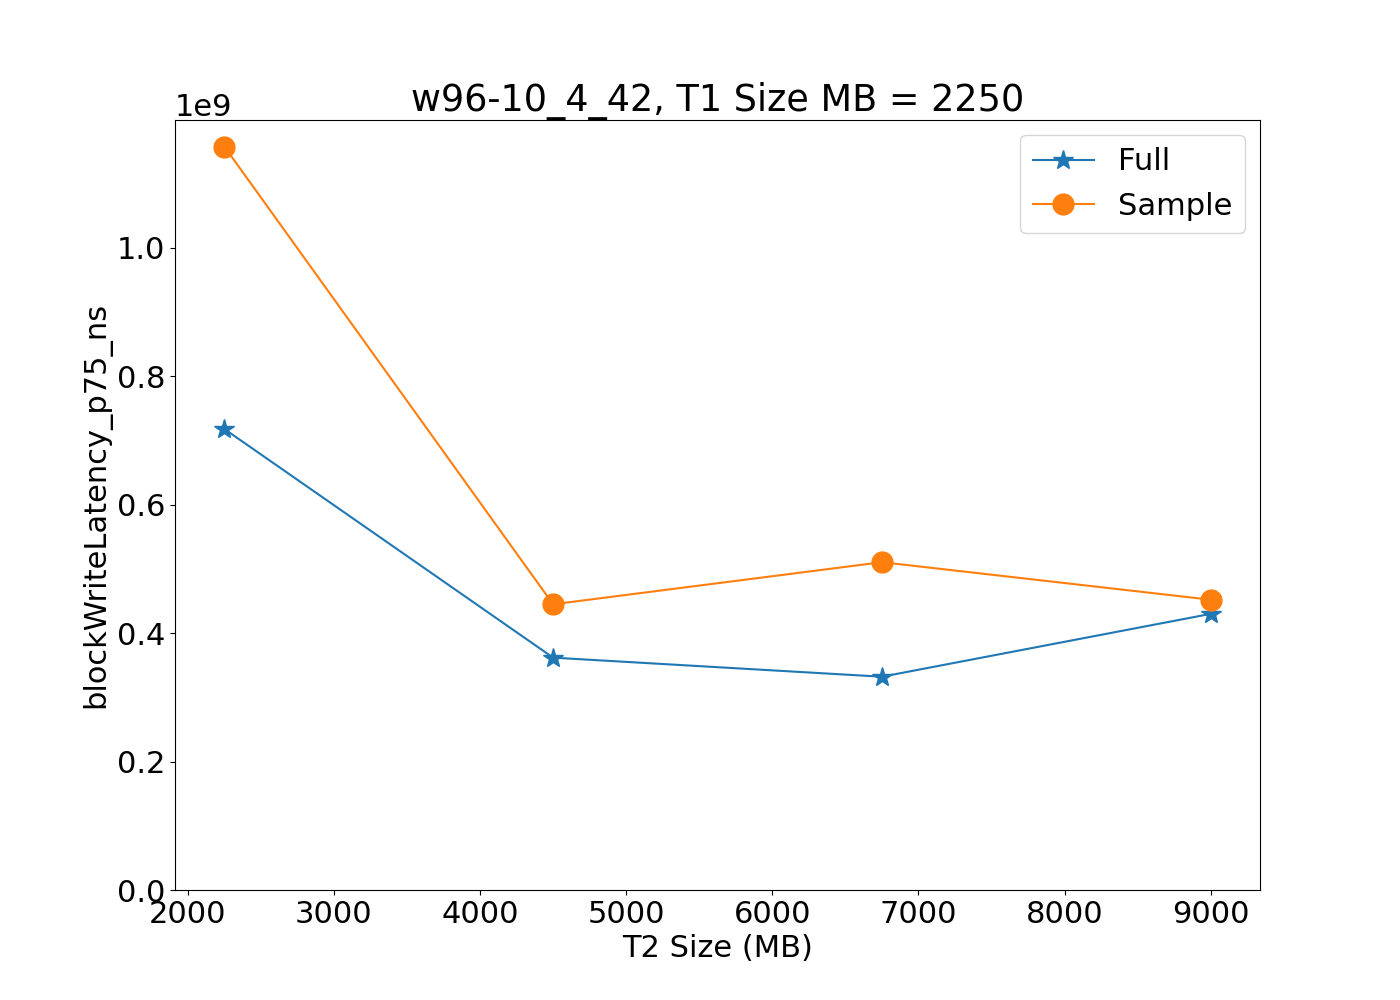 w96-10_4_42, T1 Size MB = 2250
1e9
Full
Sample
1.0
0.8
0.6
0.4
0.2
0.0
blockWriteLatency_p75_ns
2000 3000 4000 5000 6000 7000 8000 9000
T2 Size (MB)